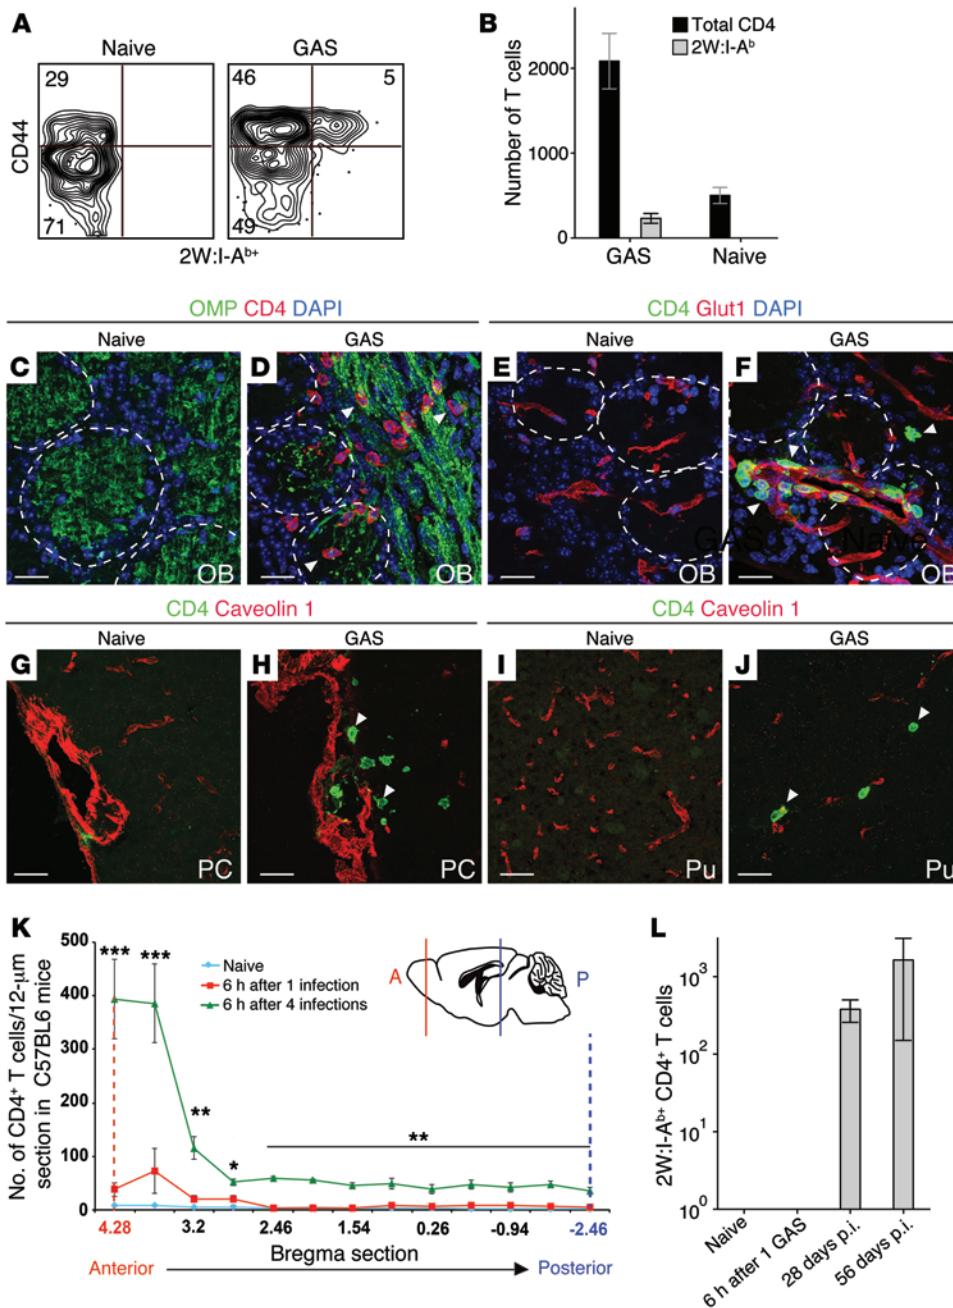 A
Naive
GAS
29
46
5
CD44
71
49
2W:I-Aᵇ⁺
B
Total CD4
2W:I-Aᵇ
Number of T cells
2000
1000
0
GAS
Naive
OMP CD4 DAPI
CD4 Glut1 DAPI
Naive
GAS
Naive
GAS
C
D
E
F
GAS
Naive
OB
OB
OB
OB
CD4 Caveolin 1
CD4 Caveolin 1
Naive
GAS
Naive
GAS
G
H
I
J
PC
PC
Pu
Pu
K
No. of CD4⁺ T cells/12-μm
section in C57BL6 mice
500
400
300
200
100
0
***
***
**
*
**
Naive
6 h after 1 infection
6 h after 4 infections
A
P
4.28
3.2
2.46
1.54
0.26
-0.94
-2.46
Bregma section
Anterior
Posterior
L
2W:I-Aᵇ⁺ CD4⁺ T cells
10³
10²
10¹
10⁰
Naive
6 h after 1 GAS
28 days p.i.
56 days p.i.